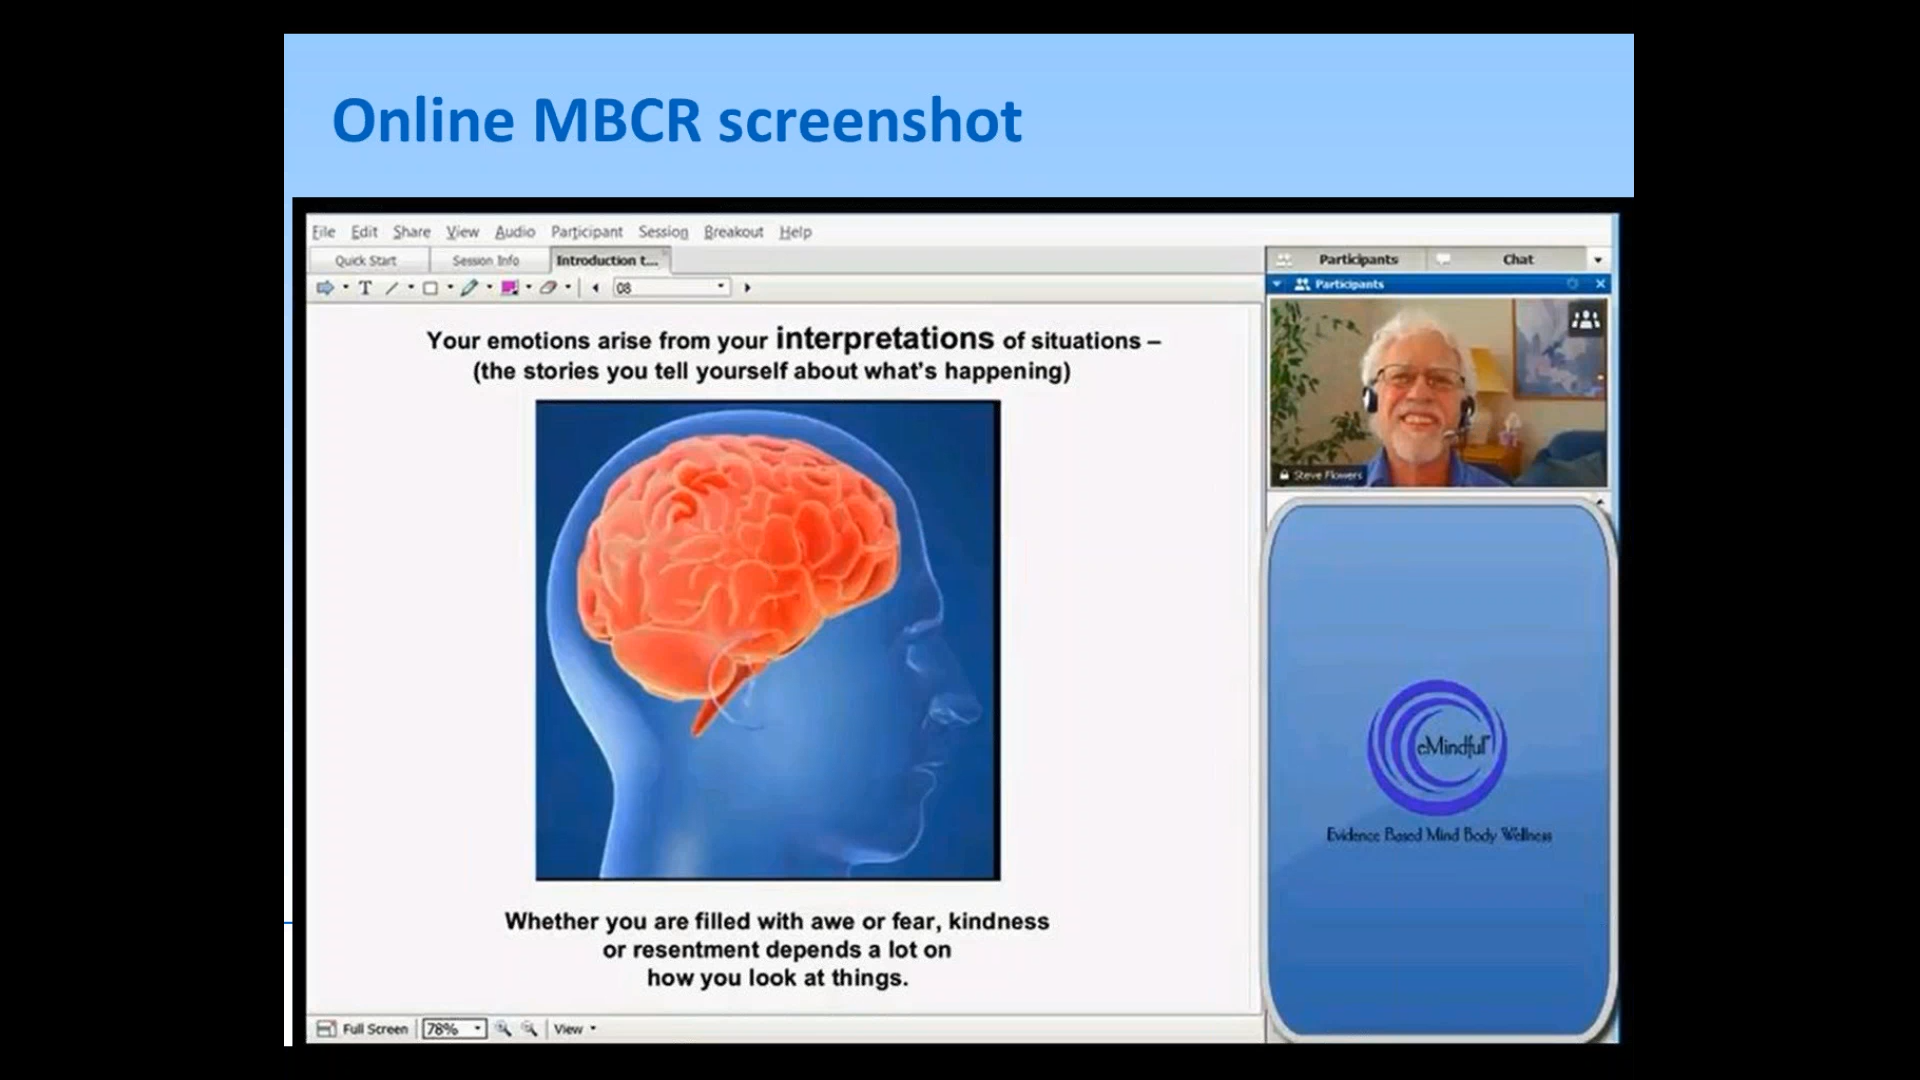 Online MBCR screenshot
File Edit Share View Audio Participant Session Breakout Help
Quick Start Session Info Introduction t...
T 08
Participants Chat
Participants
Your emotions arise from your interpretations of situations –
(the stories you tell yourself about what's happening)
Steve Flowers
eMindful™
Evidence Based Mind Body Wellness
Whether you are filled with awe or fear, kindness
or resentment depends a lot on
how you look at things.
Full Screen 78% View